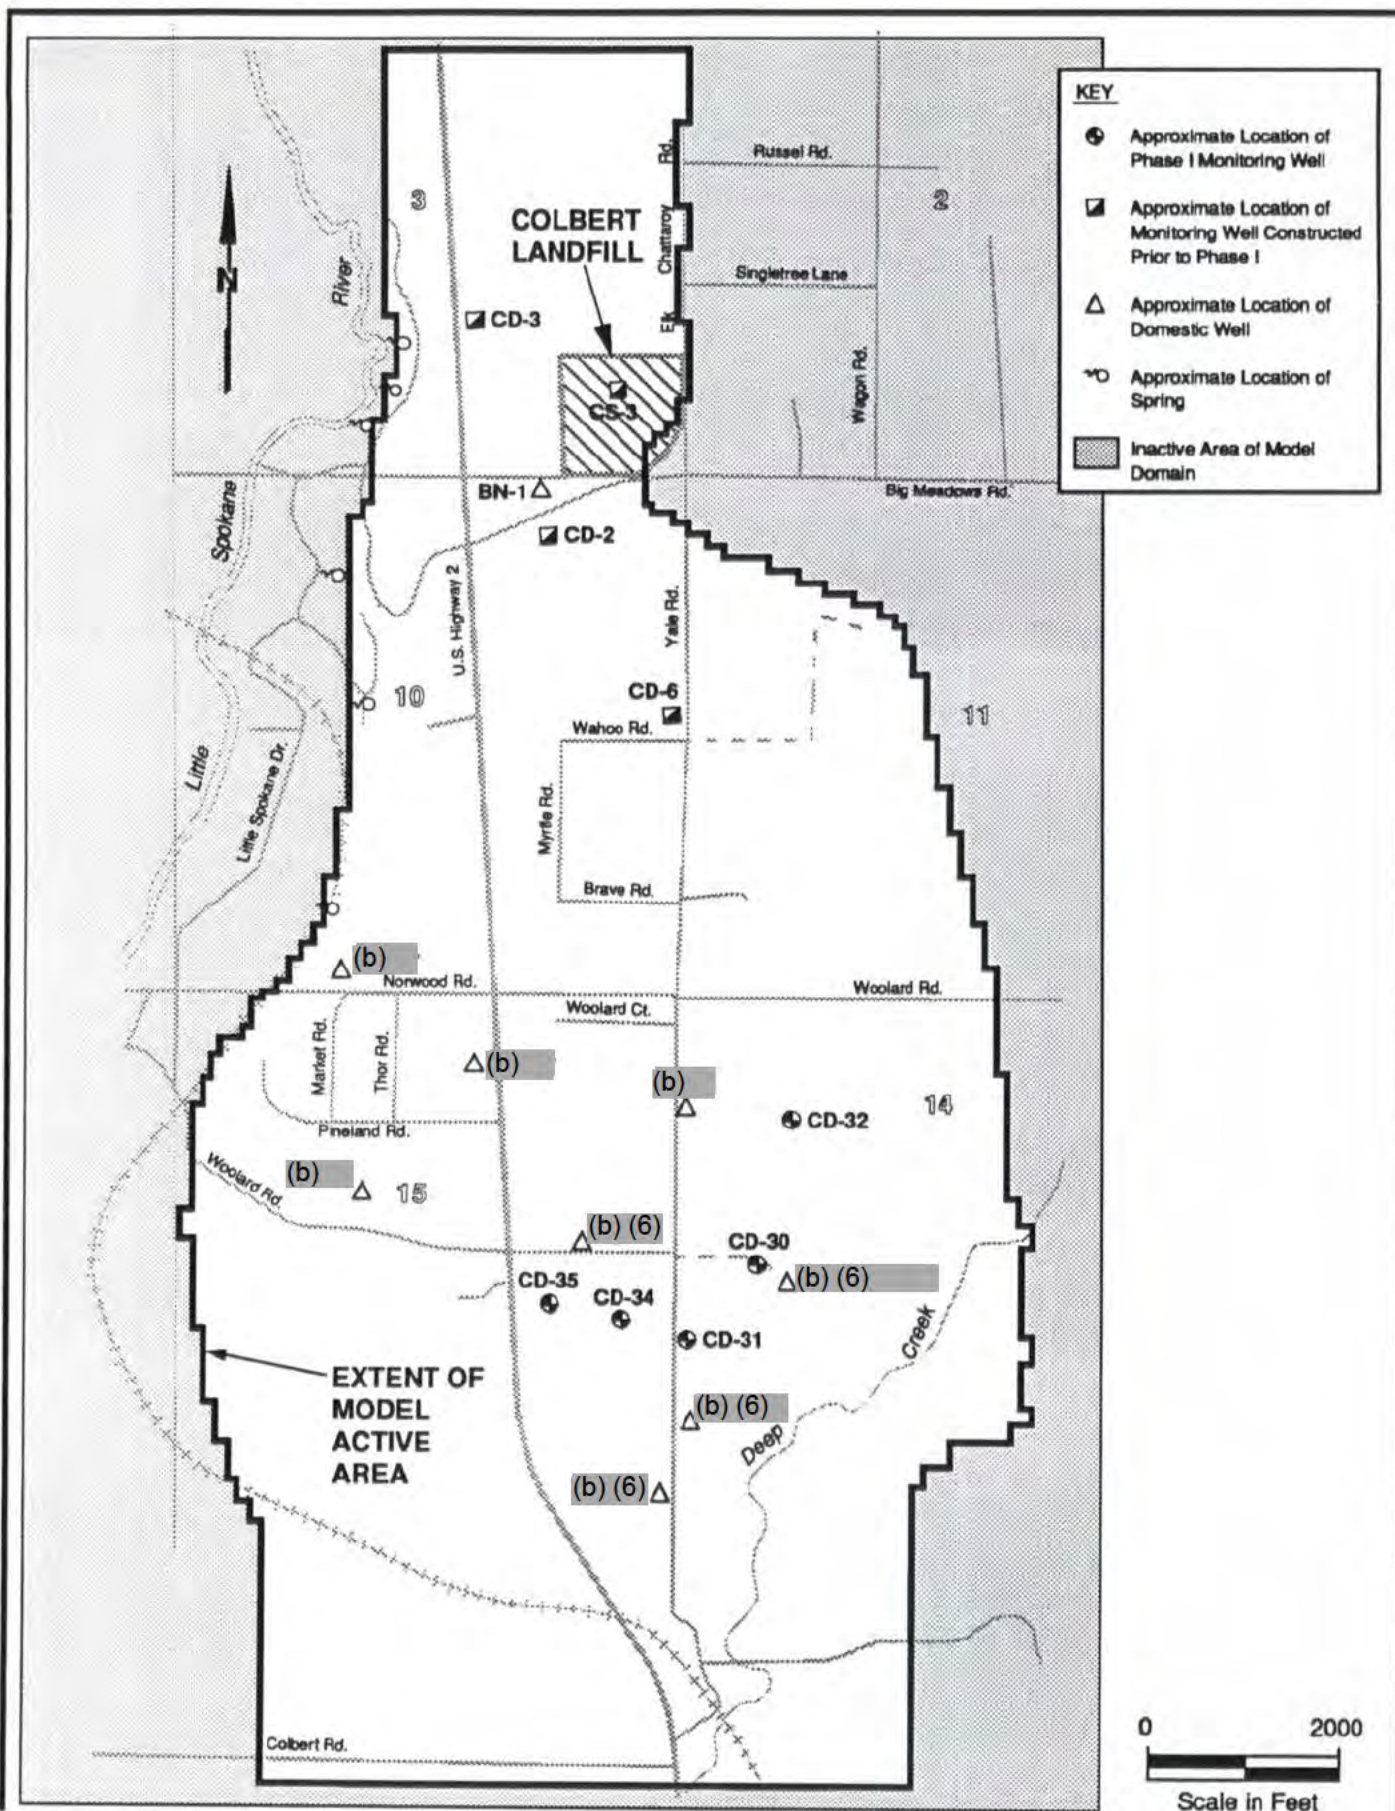 KEY
Approximate Location of
Phase I Monitoring Well
Approximate Location of
Monitoring Well Constructed
Prior to Phase I
Approximate Location of
Domestic Well
Approximate Location of
Spring
Inactive Area of Model
Domain
Russel Rd.
3
2
COLBERT
LANDFILL
Elk Chattaroy Rd.
N
River
Singletree Lane
CD-3
Wagon Rd.
CS-3
BN-1
Big Meadows Rd.
Spokane
CD-2
U.S. Highway 2
Yale Rd.
10
CD-6
11
Wahoo Rd.
Little
Little Spokane Dr.
Myrtle Rd.
Brave Rd.
(b)
Norwood Rd.
Woolard Rd.
Woolard Ct.
Market Rd.
Thor Rd.
(b)
(b)
14
CD-32
Pineland Rd.
(b)
Woolard Rd.
15
(b) (6)
CD-30
CD-35
CD-34
(b) (6)
CD-31
Creek
EXTENT OF
MODEL
ACTIVE
AREA
(b) (6)
Deep
(b) (6)
Colbert Rd.
0 2000
Scale in Feet